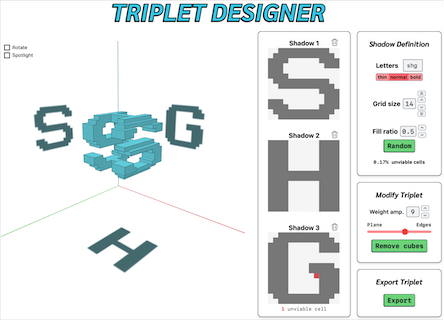 TRIPLET DESIGNER
Rotate
Spotlight
S G
H
Shadow 1
S
Shadow 2
H
Shadow 3
G
1 unviable cell
Shadow Definition
Letters shg
thin normal bold
Grid size 14
Fill ratio 0.5
Random
0.17% unviable cells
Modify Triplet
Weight amp. 9
Plane Edges
Remove cubes
Export Triplet
Export